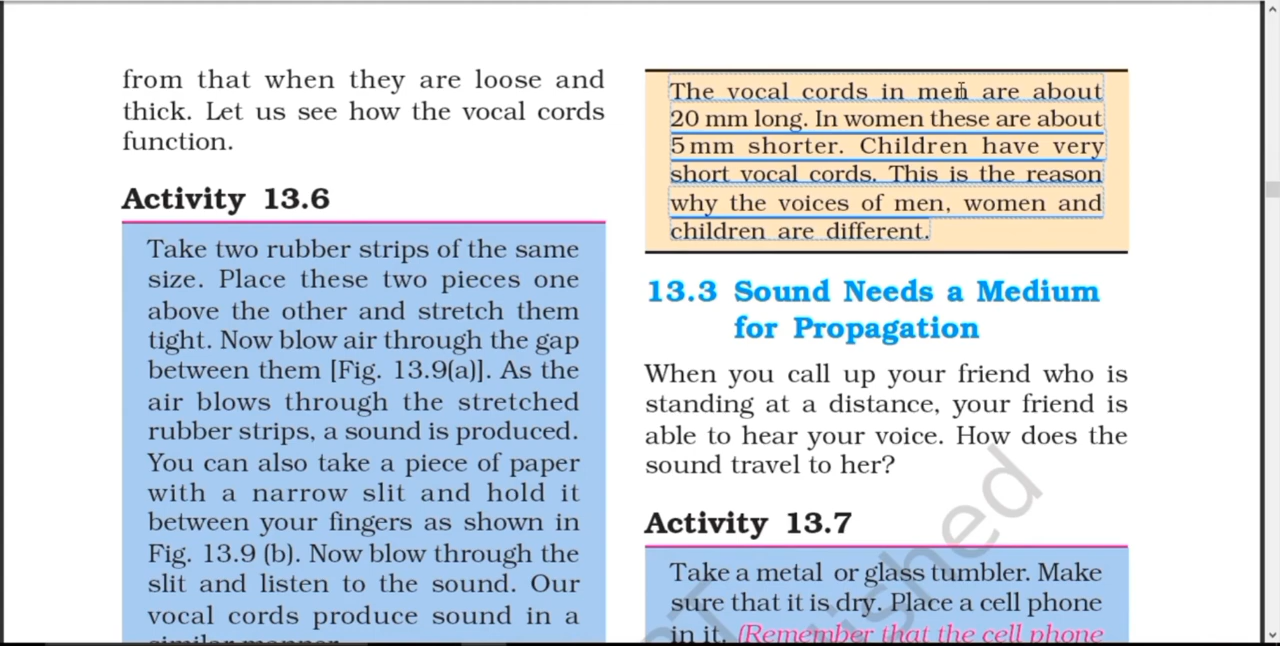 from that when they are loose and
thick. Let us see how the vocal cords
function.
Activity 13.6
Take two rubber strips of the same
size. Place these two pieces one
above the other and stretch them
tight. Now blow air through the gap
between them [Fig. 13.9(a)]. As the
air blows through the stretched
rubber strips, a sound is produced.
You can also take a piece of paper
with a narrow slit and hold it
between your fingers as shown in
Fig. 13.9 (b). Now blow through the
slit and listen to the sound. Our
vocal cords produce sound in a
similar manner.
The vocal cords in men are about
20 mm long. In women these are about
5 mm shorter. Children have very
short vocal cords. This is the reason
why the voices of men, women and
children are different.
13.3 Sound Needs a Medium
for Propagation
When you call up your friend who is
standing at a distance, your friend is
able to hear your voice. How does the
sound travel to her?
Activity 13.7
Take a metal or glass tumbler. Make
sure that it is dry. Place a cell phone
in it. (Remember that the cell phone